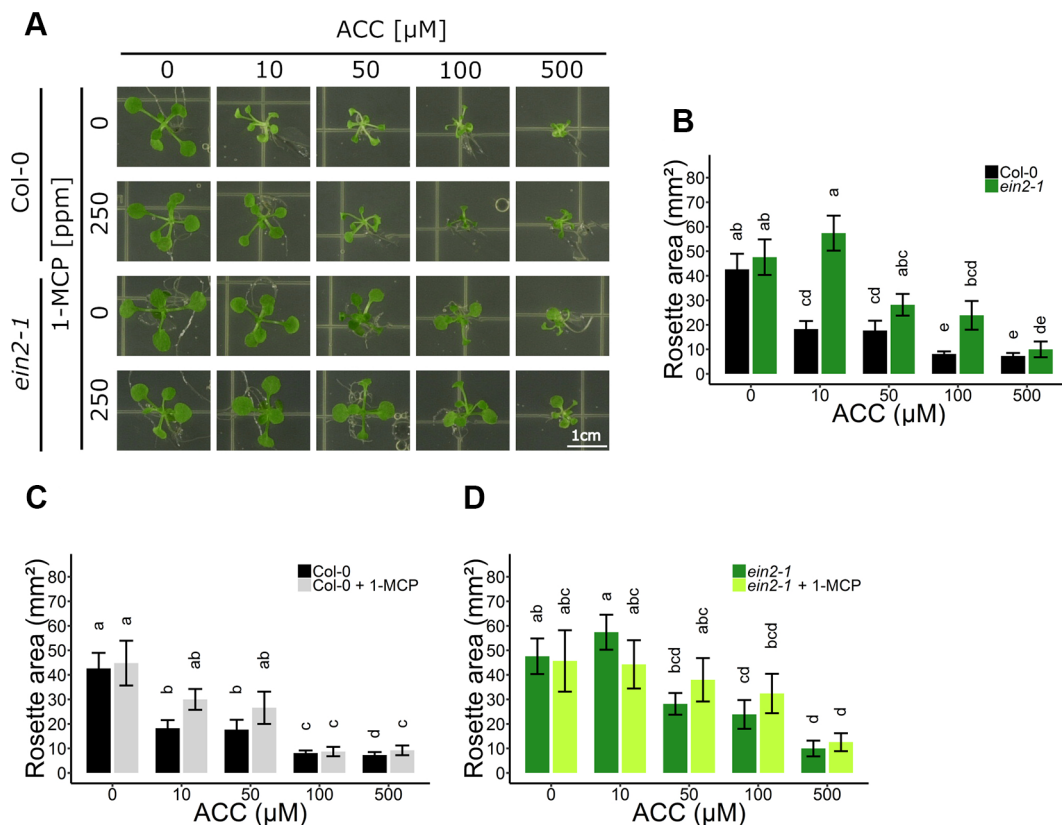 A
ACC [µM]
0 10 50 100 500
Col-0
ein2-1
1-MCP [ppm]
0
250
0
250
1cm
B
Col-0
ein2-1
Rosette area (mm²)
80
70
60
50
40
30
20
10
0
ab ab cd a cd abc e bcd e de
0 10 50 100 500
ACC (µM)
C
Col-0
Col-0 + 1-MCP
Rosette area (mm²)
80
70
60
50
40
30
20
10
0
a a b ab b ab c c d c
0 10 50 100 500
ACC (µM)
D
ein2-1
ein2-1 + 1-MCP
Rosette area (mm²)
80
70
60
50
40
30
20
10
0
ab abc a abc bcd abc cd bcd d d
0 10 50 100 500
ACC (µM)